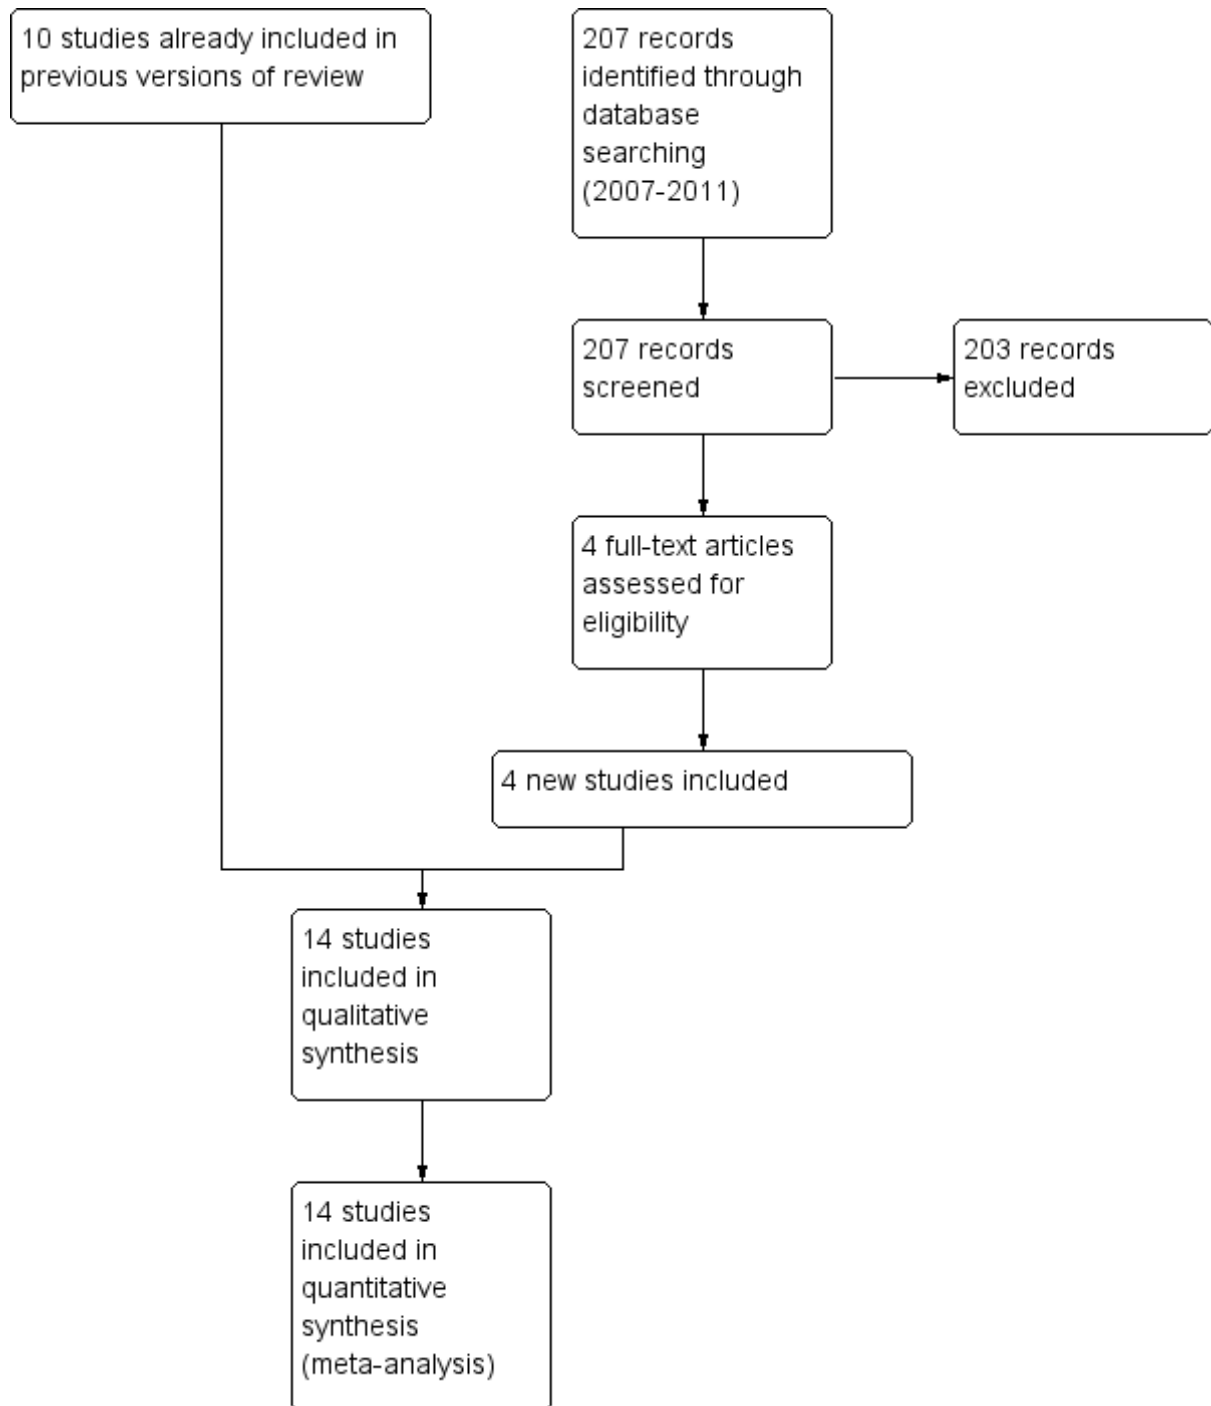 10 studies already included in
previous versions of review
207 records
identified through
database
searching
(2007-2011)
207 records
screened
203 records
excluded
4 full-text articles
assessed for
eligibility
4 new studies included
14 studies
included in
qualitative
synthesis
14 studies
included in
quantitative
synthesis
(meta-analysis)